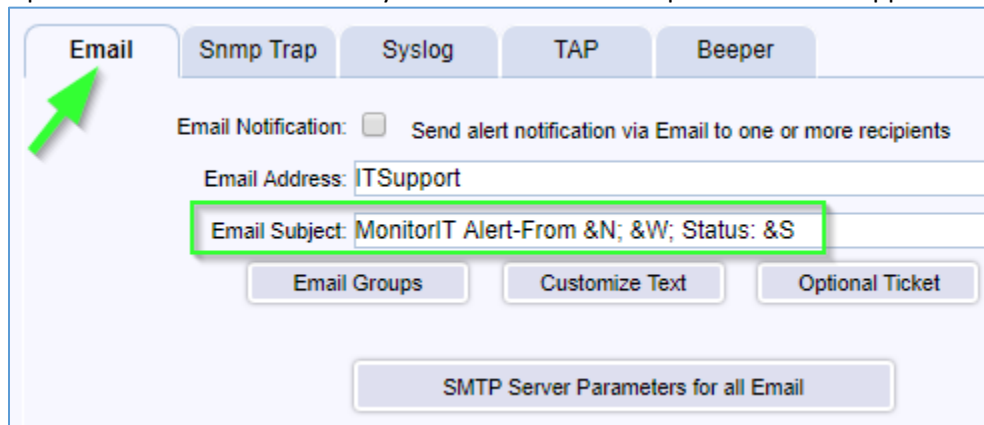 Email Snmp Trap Syslog TAP Beeper
Email Notification: Send alert notification via Email to one or more recipients
Email Address: ITSupport
Email Subject: MonitorIT Alert-From &N; &W; Status: &S
Email Groups Customize Text Optional Ticket
SMTP Server Parameters for all Email